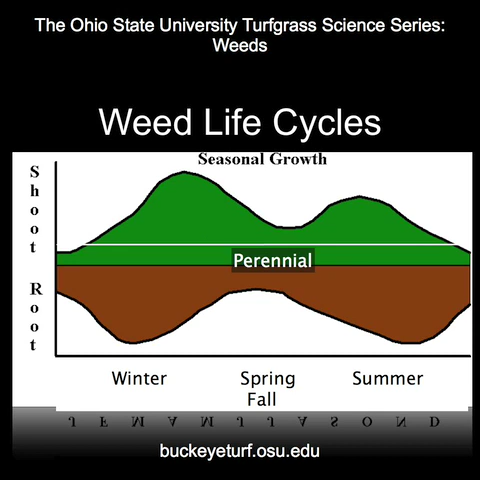 The Ohio State University Turfgrass Science Series:
Weeds
Weed Life Cycles
Seasonal Growth
Shoot
Perennial
Root
Winter Spring Summer
Fall
J F M A M J J A S O N D
buckeyeturf.osu.edu